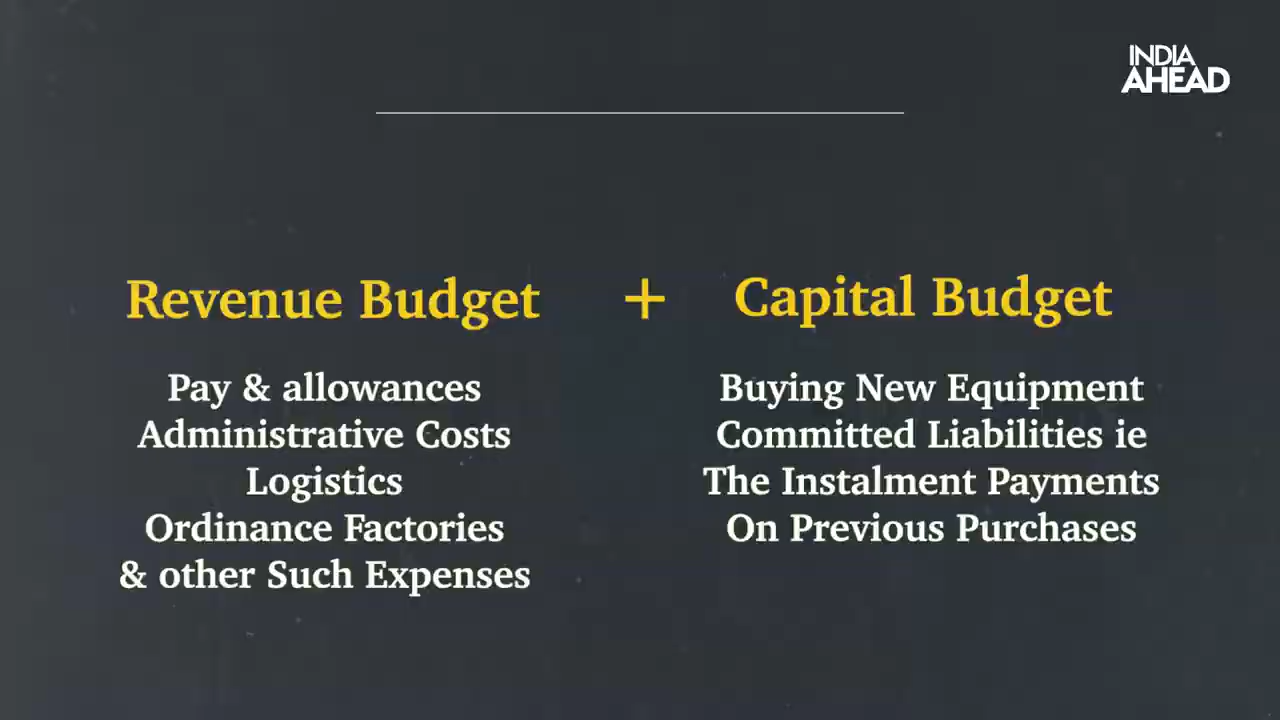 INDIA
AHEAD
Revenue Budget + Capital Budget
Pay & allowances
Administrative Costs
Logistics
Ordinance Factories
& other Such Expenses
Buying New Equipment
Committed Liabilities ie
The Instalment Payments
On Previous Purchases